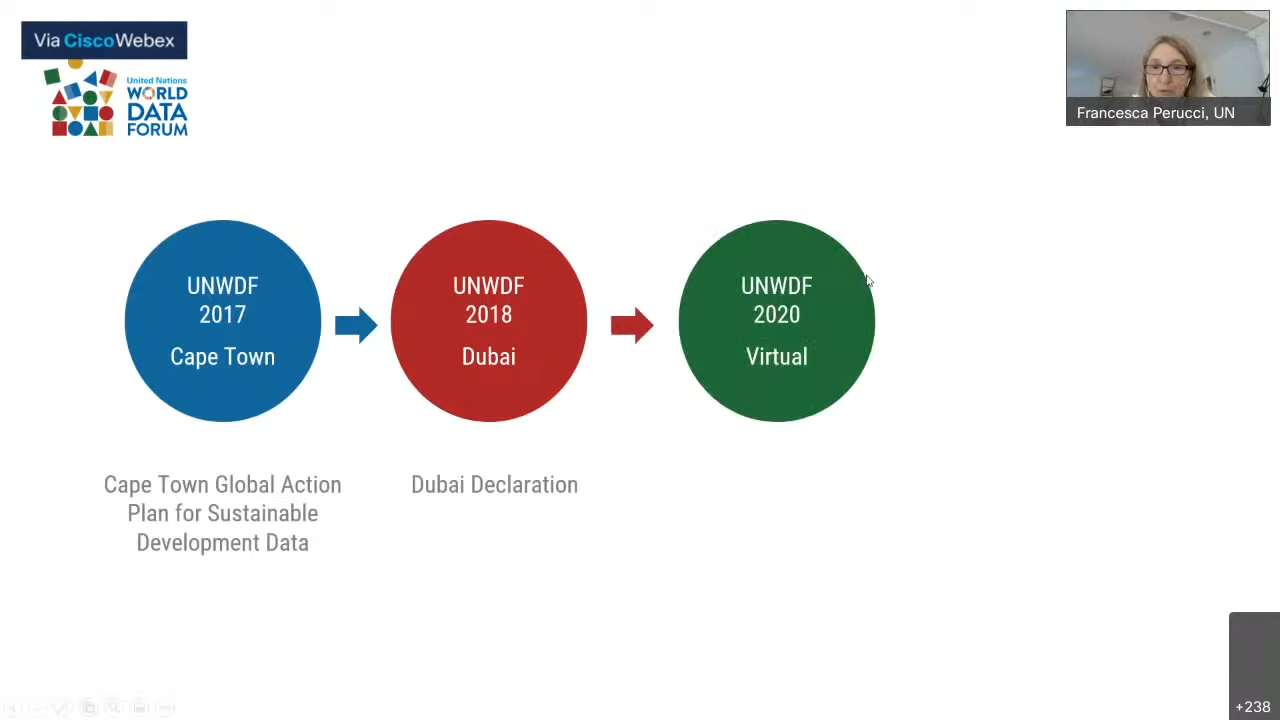 Via CiscoWebex
United Nations
WORLD
DATA
FORUM
Francesca Perucci, UN
UNWDF
2017
Cape Town
UNWDF
2018
Dubai
UNWDF
2020
Virtual
Cape Town Global Action
Plan for Sustainable
Development Data
Dubai Declaration
+238